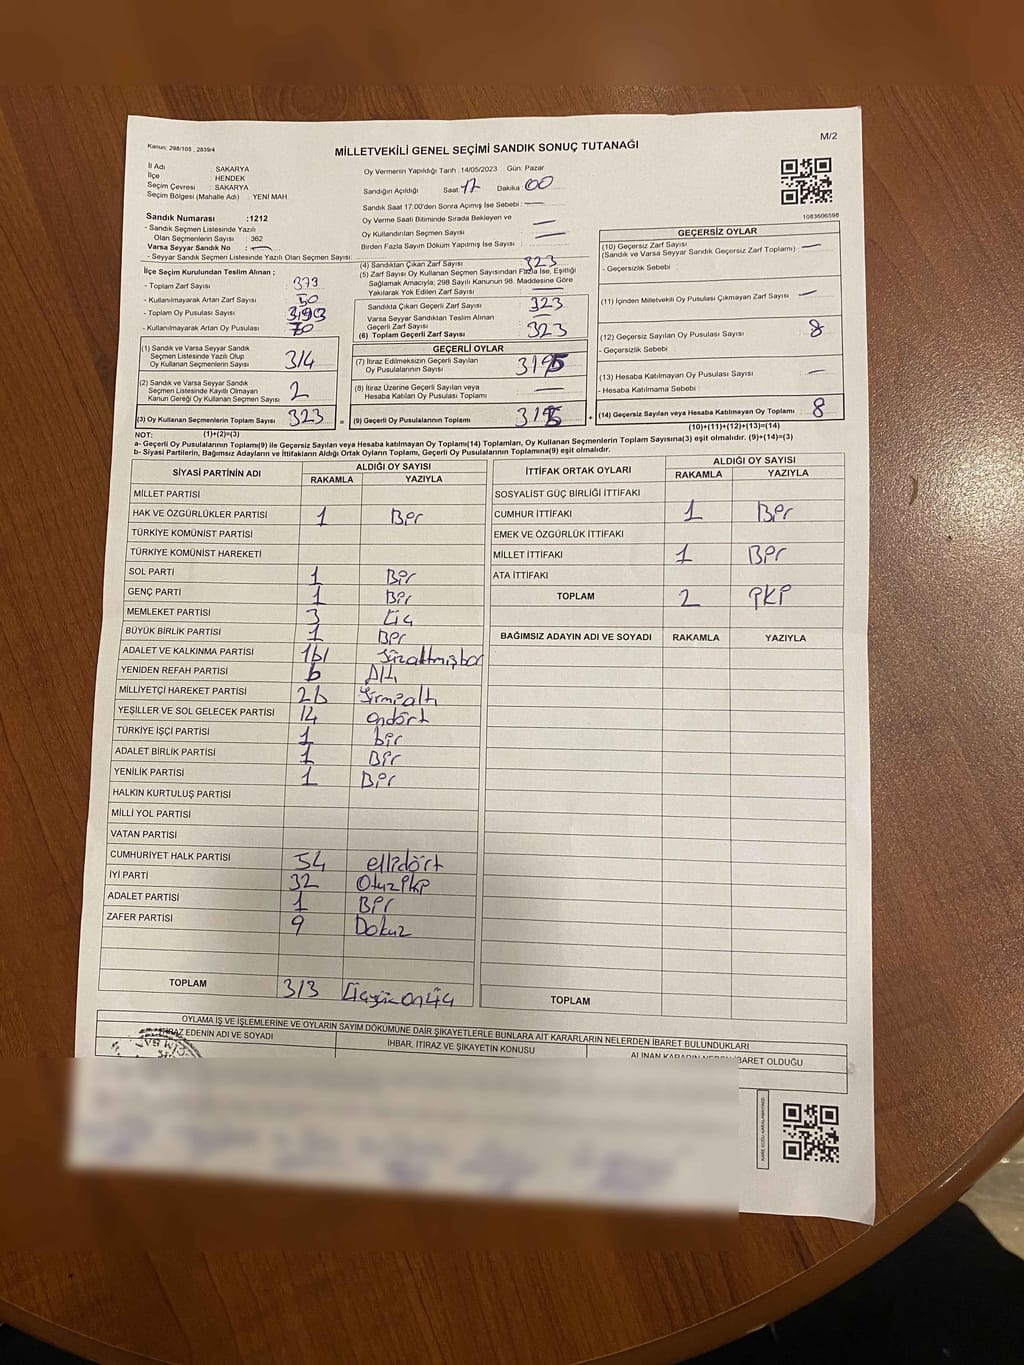 Kanun: 298/105 , 2839/4
M/2
MİLLETVEKİLİ GENEL SEÇİMİ SANDIK SONUÇ TUTANAĞI
İl Adı : SAKARYA
İlçe : HENDEK
Seçim Çevresi : SAKARYA
Seçim Bölgesi (Mahalle Adı) : YENİ MAH.
Oy Vermenin Yapıldığı Tarih : 14/05/2023 Gün: Pazar
Sandığın Açıldığı Saat: 17 Dakika: 00
Sandık Saat 17.00'den Sonra Açımış İse Sebebi : —
Oy Verme Saati Bitiminde Sırada Bekleyen ve
Oy Kullandırılan Seçmen Sayısı : —
Birden Fazla Sayım Döküm Yapılmış İse Sayısı : —
1083606598
Sandık Numarası :1212
- Sandık Seçmen Listesinde Yazılı
Olan Seçmenlerin Sayısı : 362
Varsa Seyyar Sandık No : —
- Seyyar Sandık Seçmen Listesinde Yazılı Olan Seçmen Sayısı:
İlçe Seçim Kurulundan Teslim Alınan ;
- Toplam Zarf Sayısı : 379
- Kullanılmayarak Artan Zarf Sayısı : 50
- Toplam Oy Pusulası Sayısı :
- Kullanılmayarak Artan Oy Pusulası :
(1) Sandık ve Varsa Seyyar Sandık
Seçmen Listesinde Yazılı Olup
Oy Kullanan Seçmenlerin Sayısı : 314
(2) Sandık ve Varsa Seyyar Sandık
Seçmen Listesinde Kayıtlı Olmayan
Kanun Gereği Oy Kullanan Seçmen Sayısı : 2
(3) Oy Kullanan Seçmenlerin Toplam Sayısı : 323
(4) Sandıktan Çıkan Zarf Sayısı : 323
(5) Zarf Sayısı Oy Kullanan Seçmen Sayısından Fazla İse, Eşitliği
Sağlamak Amacıyla; 298 Sayılı Kanunun 98. Maddesine Göre
Yakılarak Yok Edilen Zarf Sayısı : —
Sandıkta Çıkan Geçerli Zarf Sayısı : 323
Varsa Seyyar Sandıktan Teslim Alınan
Geçerli Zarf Sayısı : —
(6) Toplam Geçerli Zarf Sayısı : 323
GEÇERLİ OYLAR
(7) İtiraz Edilmeksizin Geçerli Sayılan
Oy Pusulasının Sayısı :
(8) İtiraz Üzerine Geçerli Sayılan veya
Hesaba Katılan Oy Pusulası Toplamı : —
= (9) Geçerli Oy Pusulalarının Toplamı :
GEÇERSİZ OYLAR
(10) Geçersiz Zarf Sayısı
(Sandık ve Varsa Seyyar Sandık Geçersiz Zarf Toplamı) : —
- Geçersizlik Sebebi :
(11) İçinden Milletvekili Oy Pusulası Çıkmayan Zarf Sayısı : —
(12) Geçersiz Sayılan Oy Pusulası Sayısı : 8
- Geçersizlik Sebebi :
(13) Hesaba Katılmayan Oy Pusulası Sayısı : —
- Hesaba Katılmama Sebebi :
+ (14) Geçersiz Sayılan veya Hesaba Katılmayan Oy Toplamı : 8
(10)+(11)+(12)+(13)=(14)
NOT: (1)+(2)=(3)
a- Geçerli Oy Pusulalarının Toplamı(9) ile Geçersiz Sayılan veya Hesaba katılmayan Oy Toplamı(14) Toplamları, Oy Kullanan Seçmenlerin Toplam Sayısına(3) eşit olmalıdır. (9)+(14)=(3)
b- Siyasi Partilerin, Bağımsız Adayların ve İttifakların Aldığı Ortak Oyların Toplamı, Geçerli Oy Pusulalarının Toplamına(9) eşit olmalıdır.
SİYASİ PARTİNİN ADI ALDIĞI OY SAYISI
RAKAMLA YAZIYLA
MİLLET PARTİSİ
HAK VE ÖZGÜRLÜKLER PARTİSİ 1 Bir
TÜRKİYE KOMÜNİST PARTİSİ
TÜRKİYE KOMÜNİST HAREKETİ
SOL PARTİ 1 Bir
GENÇ PARTİ 1 Bir
MEMLEKET PARTİSİ 3 Üç
BÜYÜK BİRLİK PARTİSİ 1 Bir
ADALET VE KALKINMA PARTİSİ 161 Yüzaltmışbir
YENİDEN REFAH PARTİSİ 6 Altı
MİLLİYETÇİ HAREKET PARTİSİ 26 Yirmialtı
YEŞİLLER VE SOL GELECEK PARTİSİ 14 ondört
TÜRKİYE İŞÇİ PARTİSİ 1 bir
ADALET BİRLİK PARTİSİ 1 Bir
YENİLİK PARTİSİ 1 Bir
HALKIN KURTULUŞ PARTİSİ
MİLLİ YOL PARTİSİ
VATAN PARTİSİ
CUMHURİYET HALK PARTİSİ 54 ellidört
İYİ PARTİ 32 Otuziki
ADALET PARTİSİ 1 Bir
ZAFER PARTİSİ 9 Dokuz
TOPLAM 313 Üçyüzonüç
İTTİFAK ORTAK OYLARI ALDIĞI OY SAYISI
RAKAMLA YAZIYLA
SOSYALİST GÜÇ BİRLİĞİ İTTİFAKI
CUMHUR İTTİFAKI 1 Bir
EMEK VE ÖZGÜRLÜK İTTİFAKI
MİLLET İTTİFAKI 1 Bir
ATA İTTİFAKI
TOPLAM 2 iki
BAĞIMSIZ ADAYIN ADI VE SOYADI RAKAMLA YAZIYLA
TOPLAM
OYLAMA İŞ VE İŞLEMLERİNE VE OYLARIN SAYIM DÖKÜMÜNE DAİR ŞİKAYETLERLE BUNLARA AİT KARARLARIN NELERDEN İBARET BULUNDUKLARI
İTİRAZ EDENİN ADI VE SOYADI
İHBAR, İTİRAZ VE ŞİKAYETİN KONUSU
ALINAN KARARIN NEDEN İBARET OLDUĞU